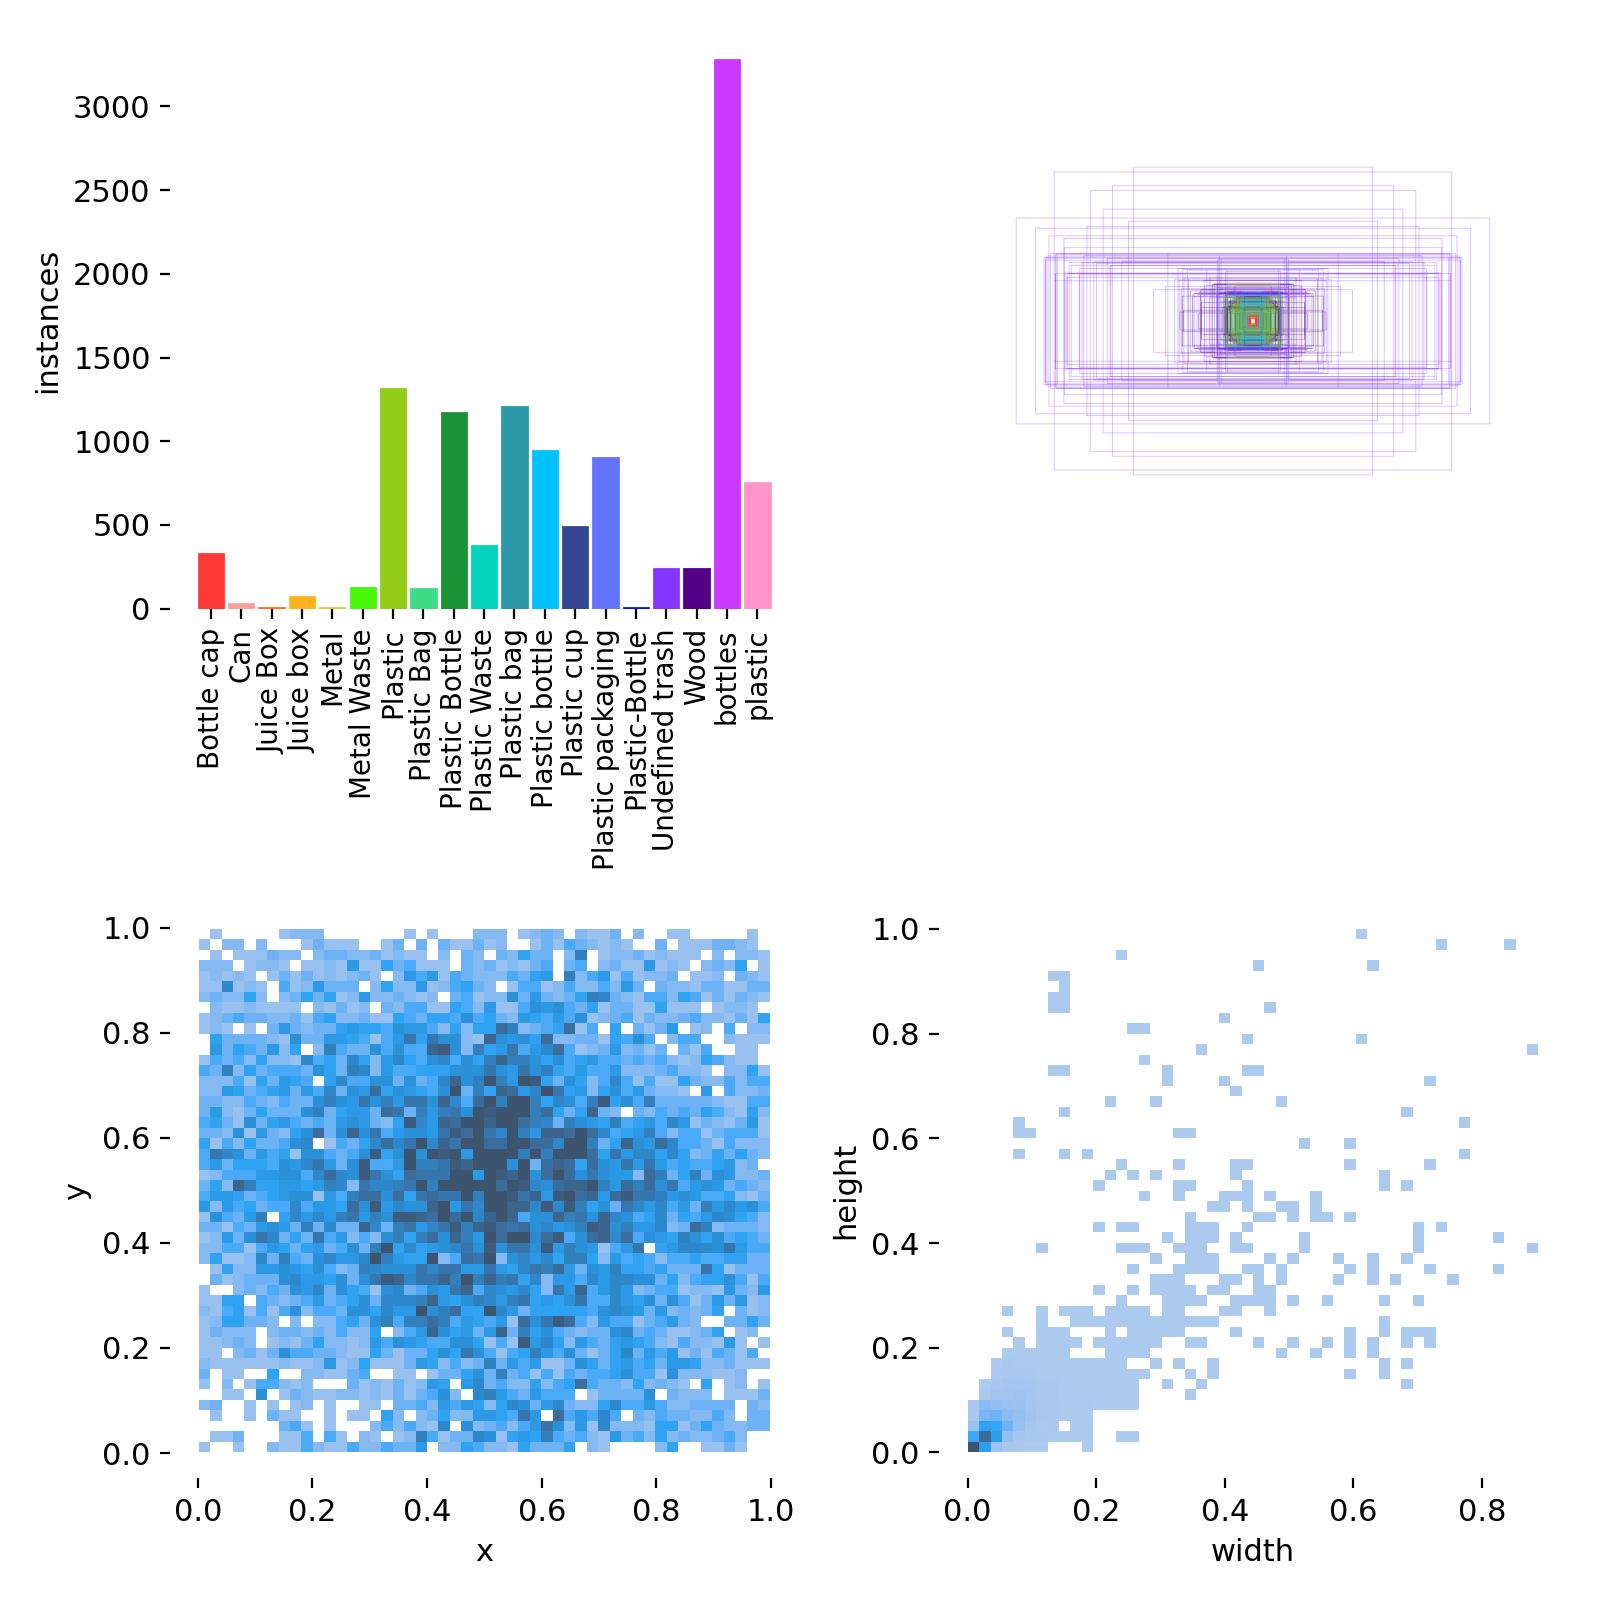 3000
2500
2000
1500
1000
500
0
instances
Bottle cap
Can
Juice Box
Juice box
Metal
Metal Waste
Plastic
Plastic Bag
Plastic Bottle
Plastic Waste
Plastic bag
Plastic bottle
Plastic cup
Plastic packaging
Plastic-Bottle
Undefined trash
Wood
bottles
plastic
1.0
0.8
0.6
0.4
0.2
0.0
y
0.0 0.2 0.4 0.6 0.8 1.0
x
1.0
0.8
0.6
0.4
0.2
0.0
height
0.0 0.2 0.4 0.6 0.8
width